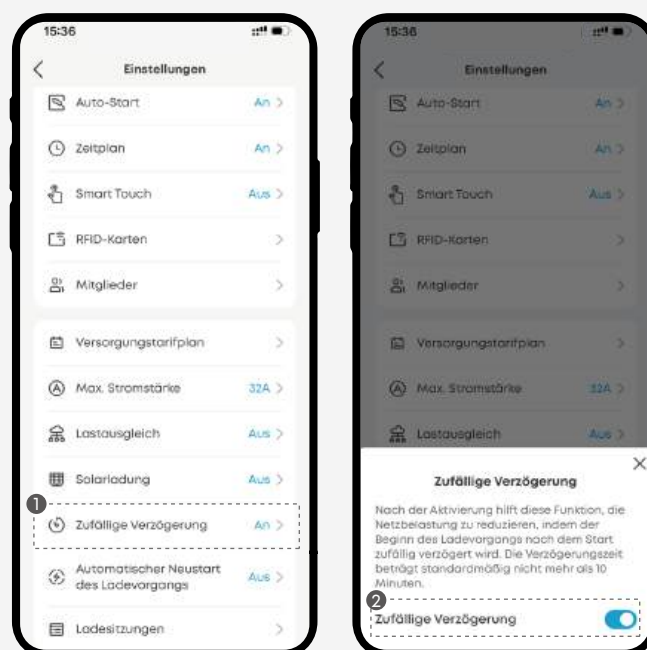 15:36
Einstellungen
Auto-Start An
Zeitplan An
Smart Touch Aus
RFID-Karten
Mitglieder
Versorgungstarifplan
Max. Stromstärke 32A
Lastausgleich Aus
Solarladung Aus
1
Zufällige Verzögerung An
Automatischer Neustart
des Ladevorgangs Aus
Ladesitzungen
15:36
Einstellungen
Auto-Start An
Zeitplan An
Smart Touch Aus
RFID-Karten
Mitglieder
Versorgungstarifplan
Max. Stromstärke 32A
Lastausgleich Aus
Zufällige Verzögerung
Nach der Aktivierung hilft diese Funktion, die
Netzbelastung zu reduzieren, indem der
Beginn des Ladevorgangs nach dem Start
zufällig verzögert wird. Die Verzögerungszeit
beträgt standardmäßig nicht mehr als 10
Minuten.
2
Zufällige Verzögerung